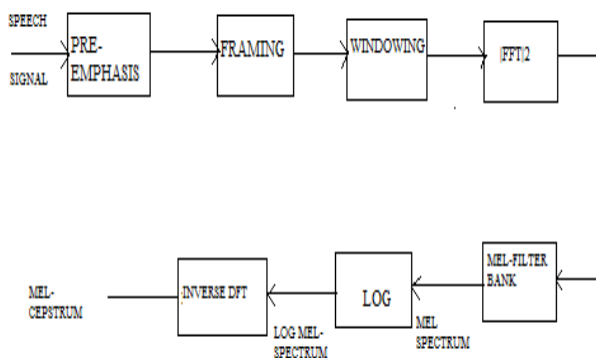 SPEECH
SIGNAL
PRE-
EMPHASIS
FRAMING
WINDOWING
|FFT|2
MEL-FILTER
BANK
MEL
SPECTRUM
LOG
LOG MEL-
SPECTRUM
INVERSE DFT
MEL-
CEPSTRUM